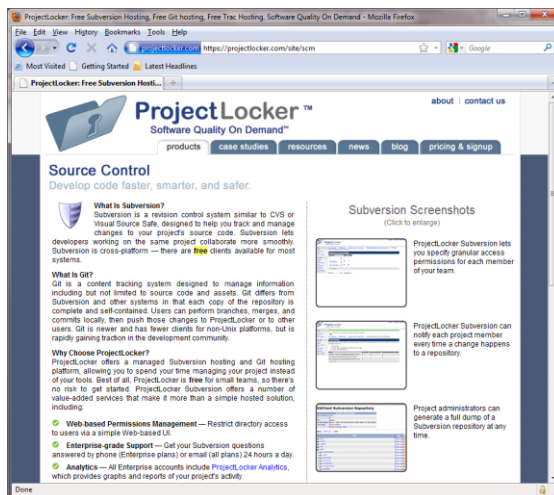 ProjectLocker: Free Subversion Hosting, Free Git hosting, Free Trac Hosting, Software Quality On Demand - Mozilla Firefox
File Edit View History Bookmarks Tools Help
projectlocker.com https://projectlocker.com/site/scm
Google
Most Visited Getting Started Latest Headlines
ProjectLocker: Free Subversion Hosti...
about | contact us
ProjectLocker ™
Software Quality On Demand℠
products case studies resources news blog pricing & signup
Source Control
Develop code faster, smarter, and safer.
What Is Subversion?
Subversion is a revision control system similar to CVS or
Visual Source Safe, designed to help you track and manage
changes to your project's source code. Subversion lets
developers working on the same project collaborate more smoothly.
Subversion is cross-platform — there are free clients available for most
systems.
What Is Git?
Git is a content tracking system designed to manage information
including but not limited to source code and assets. Git differs from
Subversion and other systems in that each copy of the repository is
complete and self-contained. Users can perform branches, merges, and
commits locally, then push those changes to ProjectLocker or to other
users. Git is newer and has fewer clients for non-Unix platforms, but is
rapidly gaining traction in the development community.
Why Choose ProjectLocker?
ProjectLocker offers a managed Subversion hosting and Git hosting
platform, allowing you to spend your time managing your project instead
of your tools. Best of all, ProjectLocker is free for small teams, so there's
no risk to get started. ProjectLocker Subversion offers a number of
value-added services that make it more than a simple hosted solution,
including:
Web-based Permissions Management — Restrict directory access
to users via a simple Web-based UI.
Enterprise-grade Support — Get your Subversion questions
answered by phone (Enterprise plans) or email (all plans) 24 hours a day.
Analytics — All Enterprise accounts include ProjectLocker Analytics,
which provides graphs and reports of your project's activity.
Subversion Screenshots
(Click to enlarge)
ProjectLocker Subversion lets
you specify granular access
permissions for each member
of your team.
ProjectLocker Subversion can
notify each project member
every time a change happens
to a repository.
Project administrators can
generate a full dump of a
Subversion repository at any
time.
Done